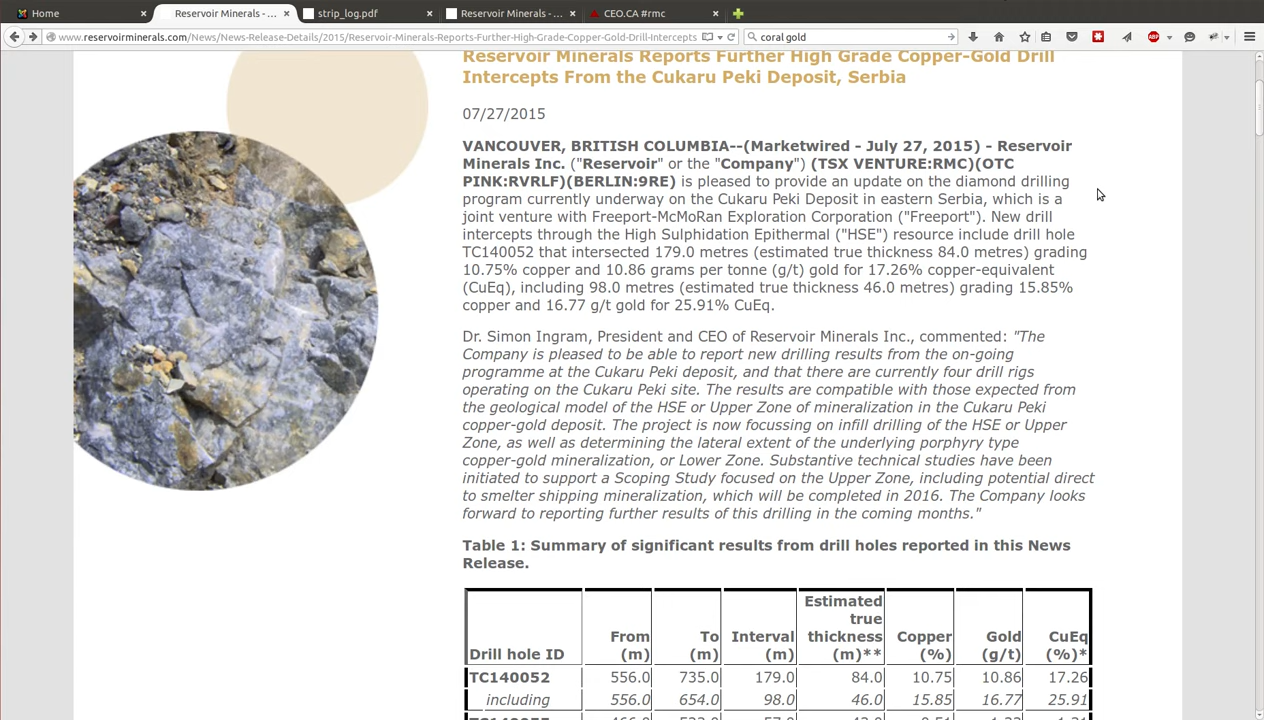 Home
Reservoir Minerals - ...
strip_log.pdf
Reservoir Minerals - ...
CEO.CA #rmc
www.reservoirminerals.com/News/News-Release-Details/2015/Reservoir-Minerals-Reports-Further-High-Grade-Copper-Gold-Drill-Intercepts
coral gold
ABP
Reservoir Minerals Reports Further High Grade Copper-Gold Drill
Intercepts From the Cukaru Peki Deposit, Serbia
07/27/2015
VANCOUVER, BRITISH COLUMBIA--(Marketwired - July 27, 2015) - Reservoir
Minerals Inc. ("Reservoir" or the "Company") (TSX VENTURE:RMC)(OTC
PINK:RVRLF)(BERLIN:9RE) is pleased to provide an update on the diamond drilling
program currently underway on the Cukaru Peki Deposit in eastern Serbia, which is a
joint venture with Freeport-McMoRan Exploration Corporation ("Freeport"). New drill
intercepts through the High Sulphidation Epithermal ("HSE") resource include drill hole
TC140052 that intersected 179.0 metres (estimated true thickness 84.0 metres) grading
10.75% copper and 10.86 grams per tonne (g/t) gold for 17.26% copper-equivalent
(CuEq), including 98.0 metres (estimated true thickness 46.0 metres) grading 15.85%
copper and 16.77 g/t gold for 25.91% CuEq.
Dr. Simon Ingram, President and CEO of Reservoir Minerals Inc., commented: "The
Company is pleased to be able to report new drilling results from the on-going
programme at the Cukaru Peki deposit, and that there are currently four drill rigs
operating on the Cukaru Peki site. The results are compatible with those expected from
the geological model of the HSE or Upper Zone of mineralization in the Cukaru Peki
copper-gold deposit. The project is now focussing on infill drilling of the HSE or Upper
Zone, as well as determining the lateral extent of the underlying porphyry type
copper-gold mineralization, or Lower Zone. Substantive technical studies have been
initiated to support a Scoping Study focused on the Upper Zone, including potential direct
to smelter shipping mineralization, which will be completed in 2016. The Company looks
forward to reporting further results of this drilling in the coming months."
Table 1: Summary of significant results from drill holes reported in this News
Release.
Drill hole ID From (m) To (m) Interval (m) Estimated true thickness (m)** Copper (%) Gold (g/t) CuEq (%)*
TC140052 556.0 735.0 179.0 84.0 10.75 10.86 17.26
including 556.0 654.0 98.0 46.0 15.85 16.77 25.91